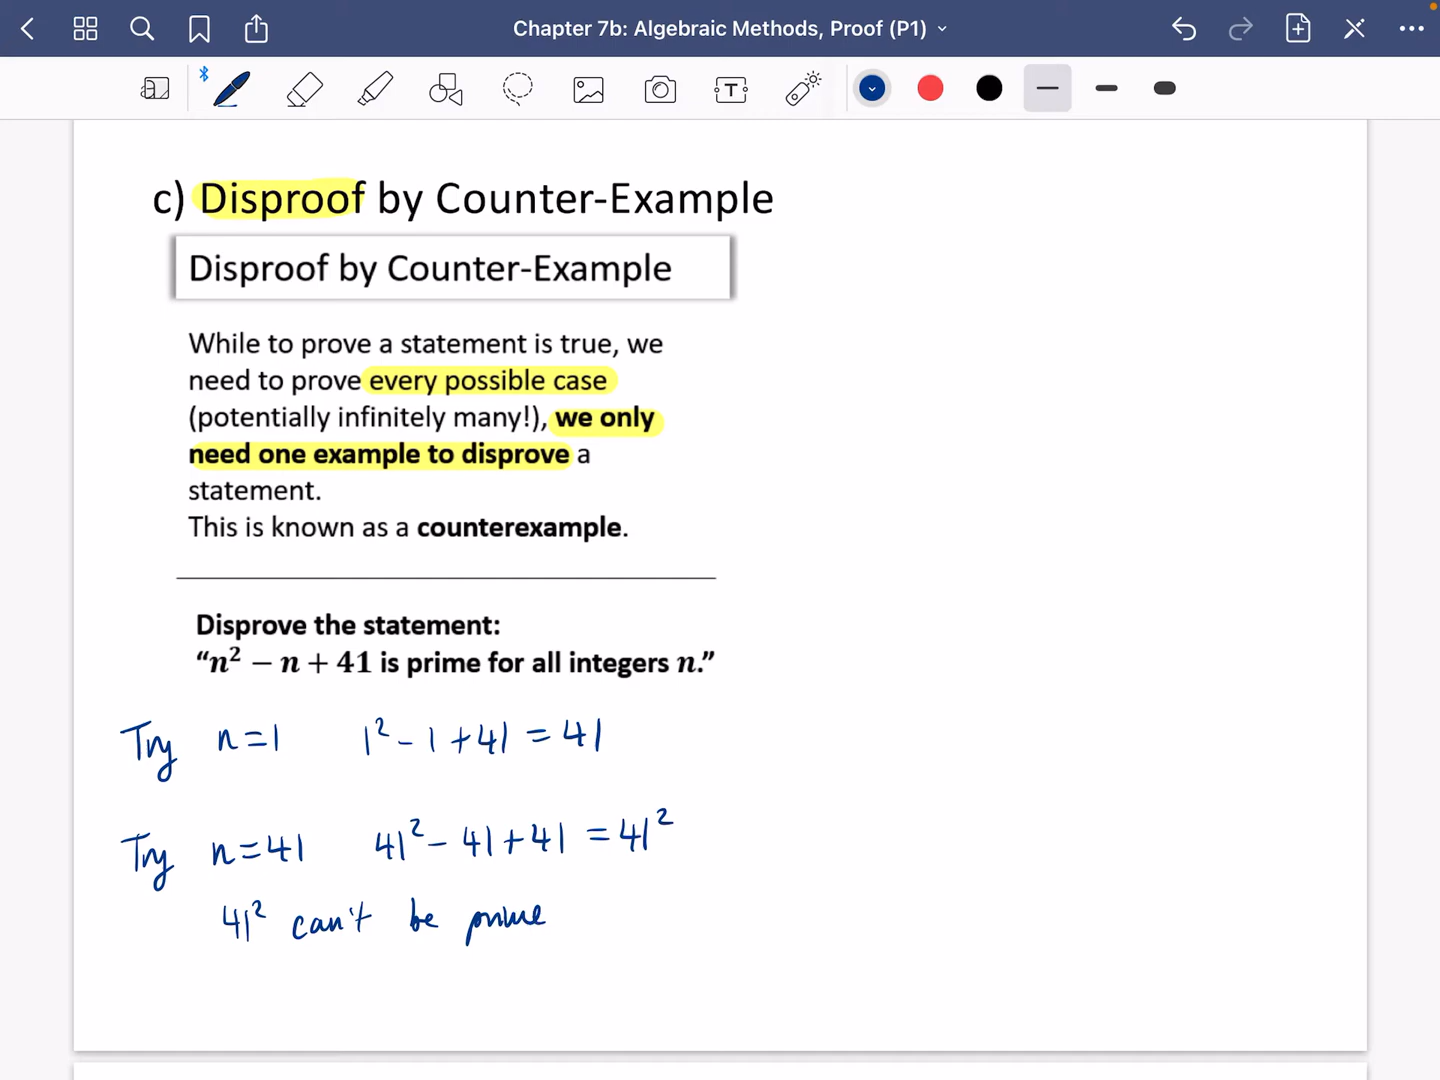 Chapter 7b: Algebraic Methods, Proof (P1)
c) Disproof by Counter-Example
Disproof by Counter-Example
While to prove a statement is true, we
need to prove every possible case
(potentially infinitely many!), we only
need one example to disprove a
statement.
This is known as a counterexample.
Disprove the statement:
“n² − n + 41 is prime for all integers n.”
Try n=1 1² - 1 + 41 = 41
Try n=41 41² - 41 + 41 = 41²
41² can't be prime